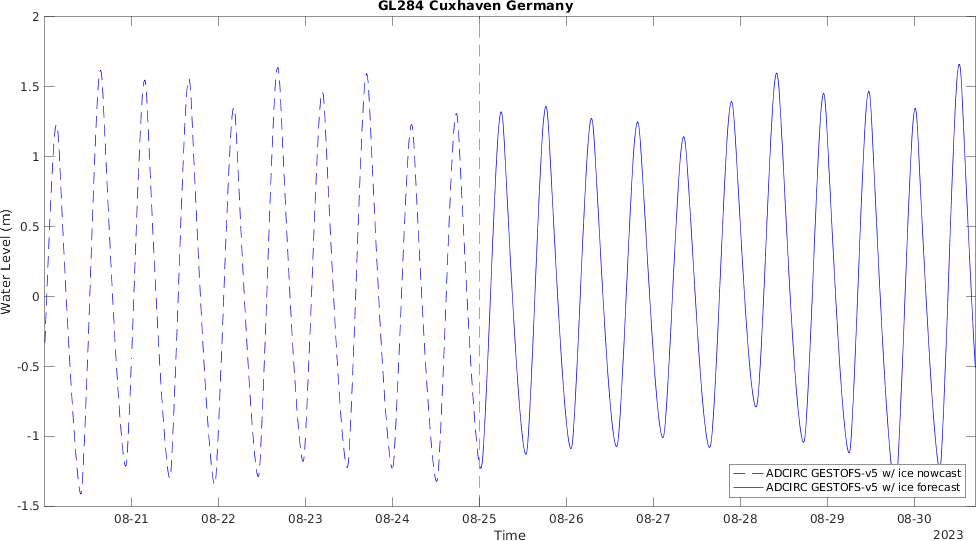 GL284 Cuxhaven Germany
Water Level (m)
2
1.5
1
0.5
0
-0.5
-1
-1.5
ADCIRC GESTOFS-v5 w/ ice nowcast
ADCIRC GESTOFS-v5 w/ ice forecast
08-21 08-22 08-23 08-24 08-25 08-26 08-27 08-28 08-29 08-30
Time
2023